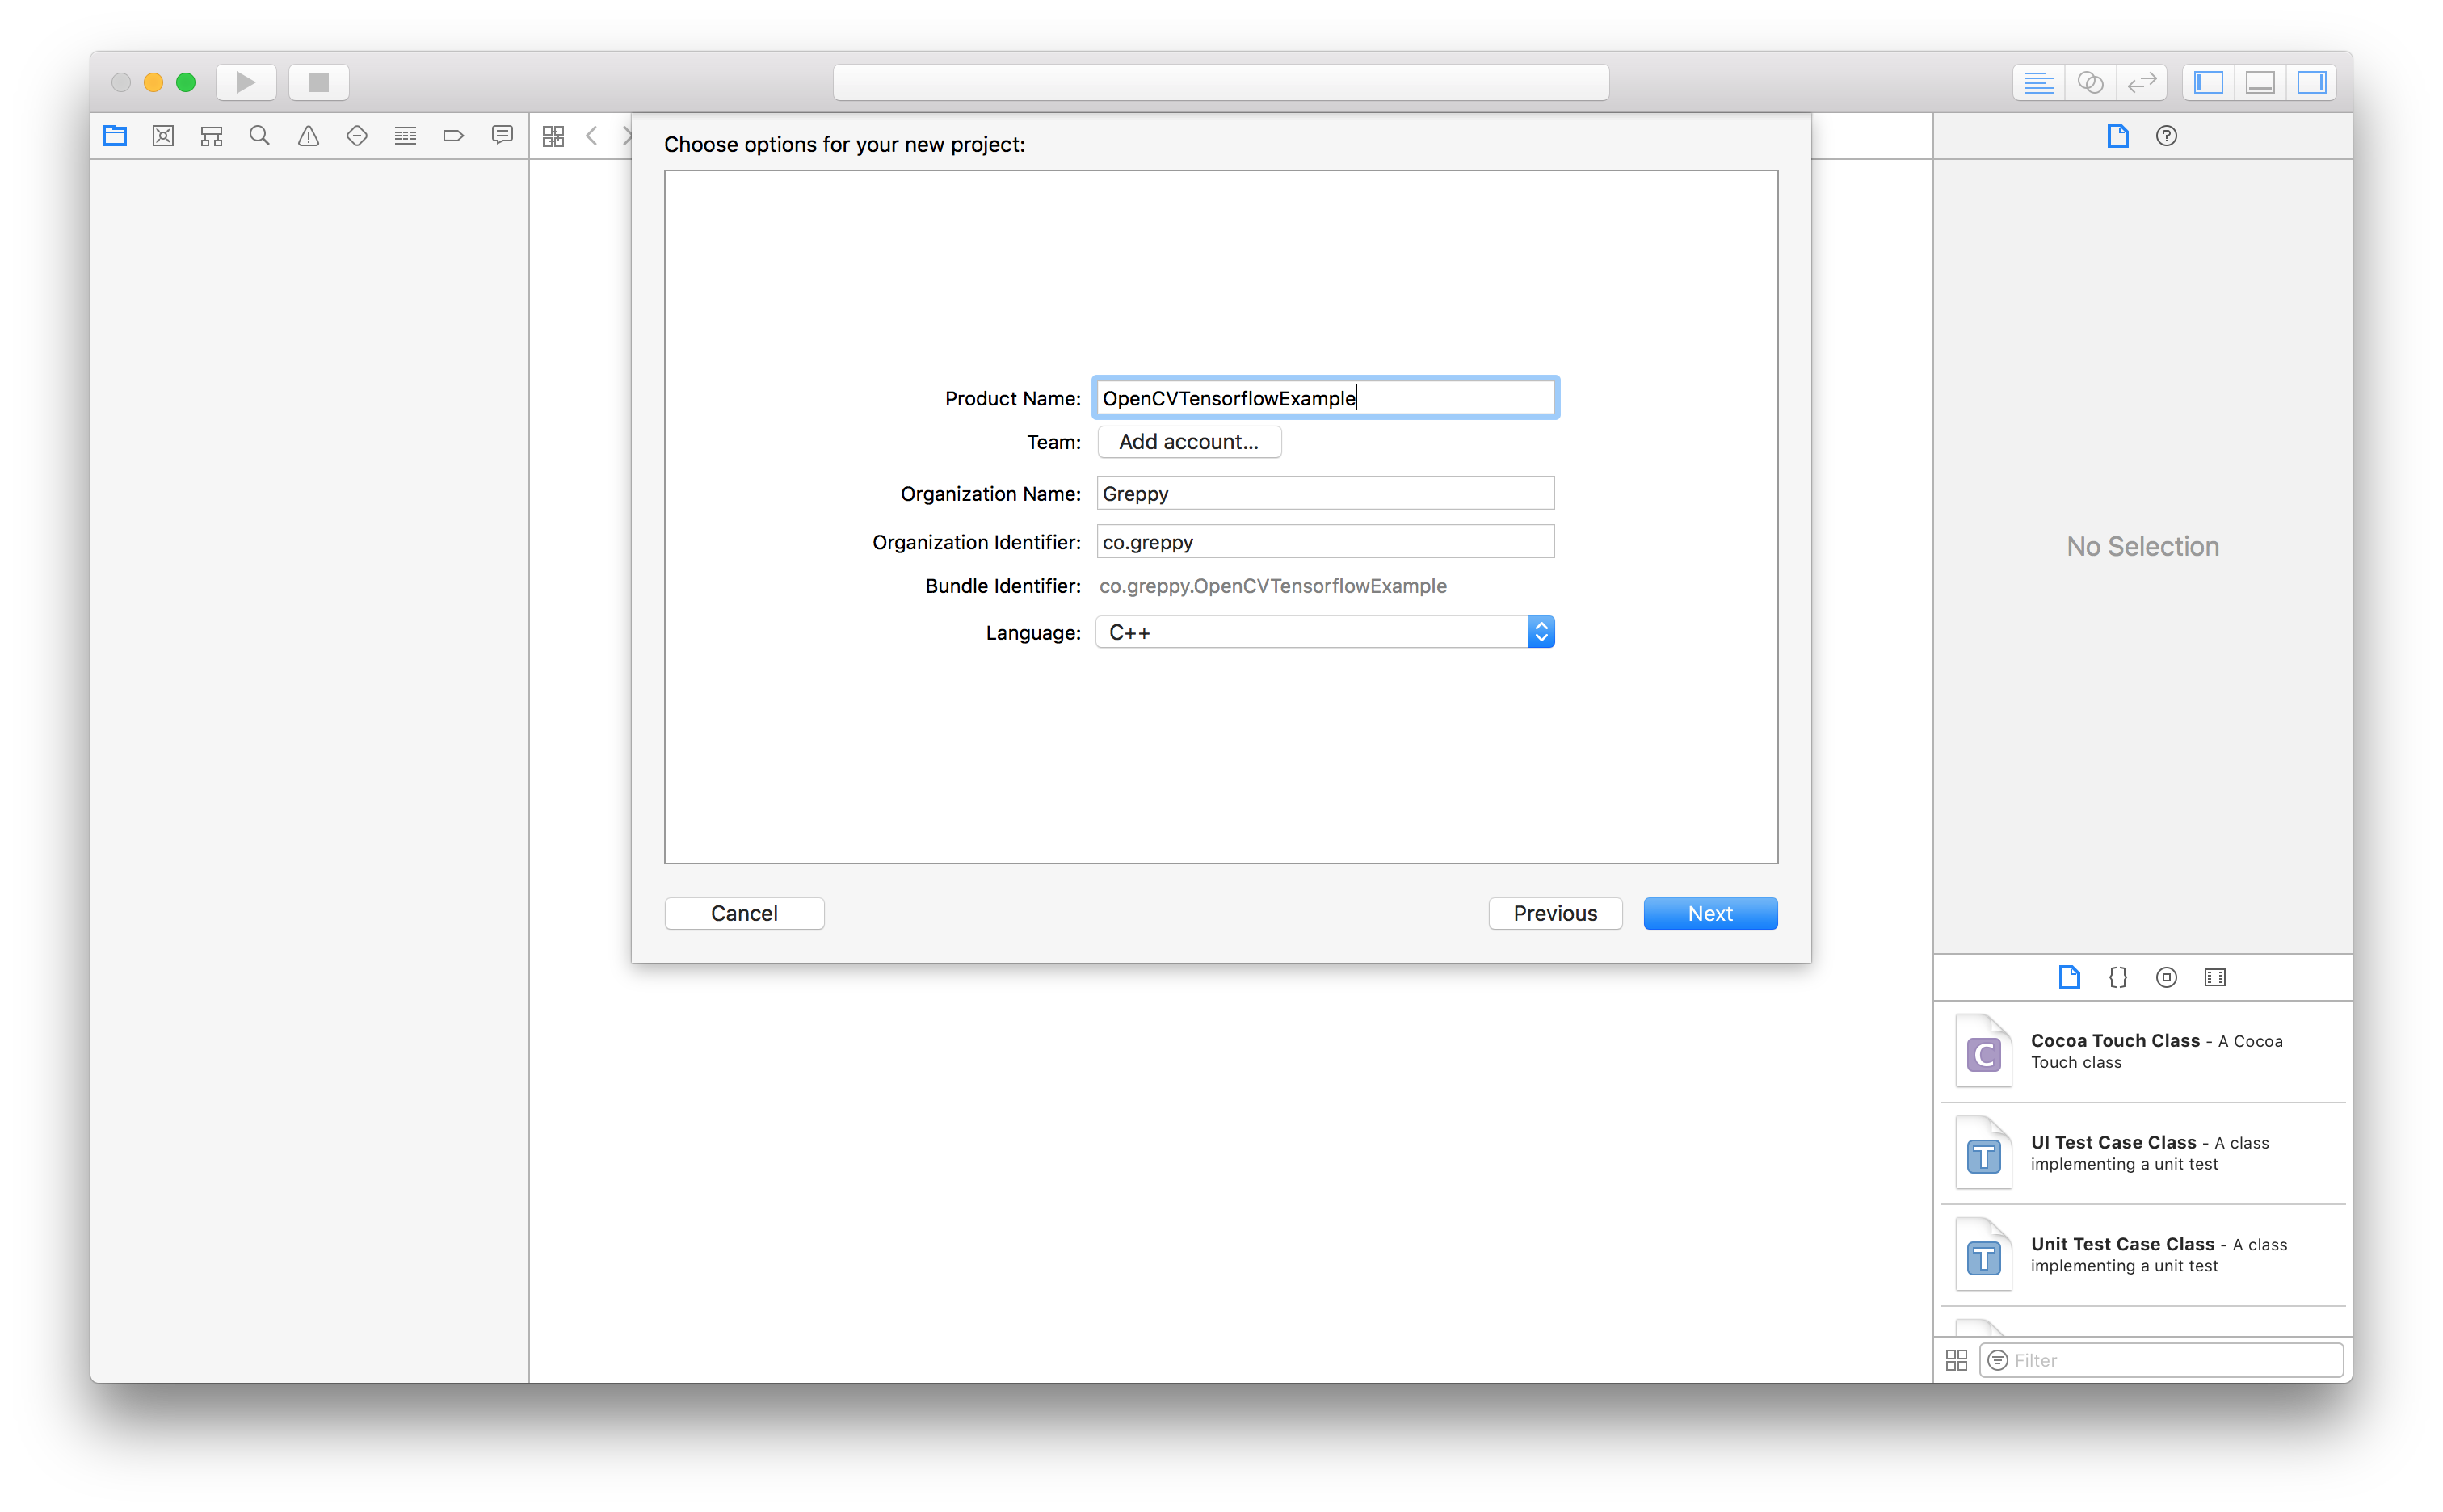 Choose options for your new project:
Product Name: OpenCVTensorflowExample
Team: Add account...
Organization Name: Greppy
Organization Identifier: co.greppy
Bundle Identifier: co.greppy.OpenCVTensorflowExample
Language: C++
Cancel
Previous
Next
No Selection
Cocoa Touch Class - A Cocoa
Touch class
UI Test Case Class - A class
implementing a unit test
Unit Test Case Class - A class
implementing a unit test
Filter